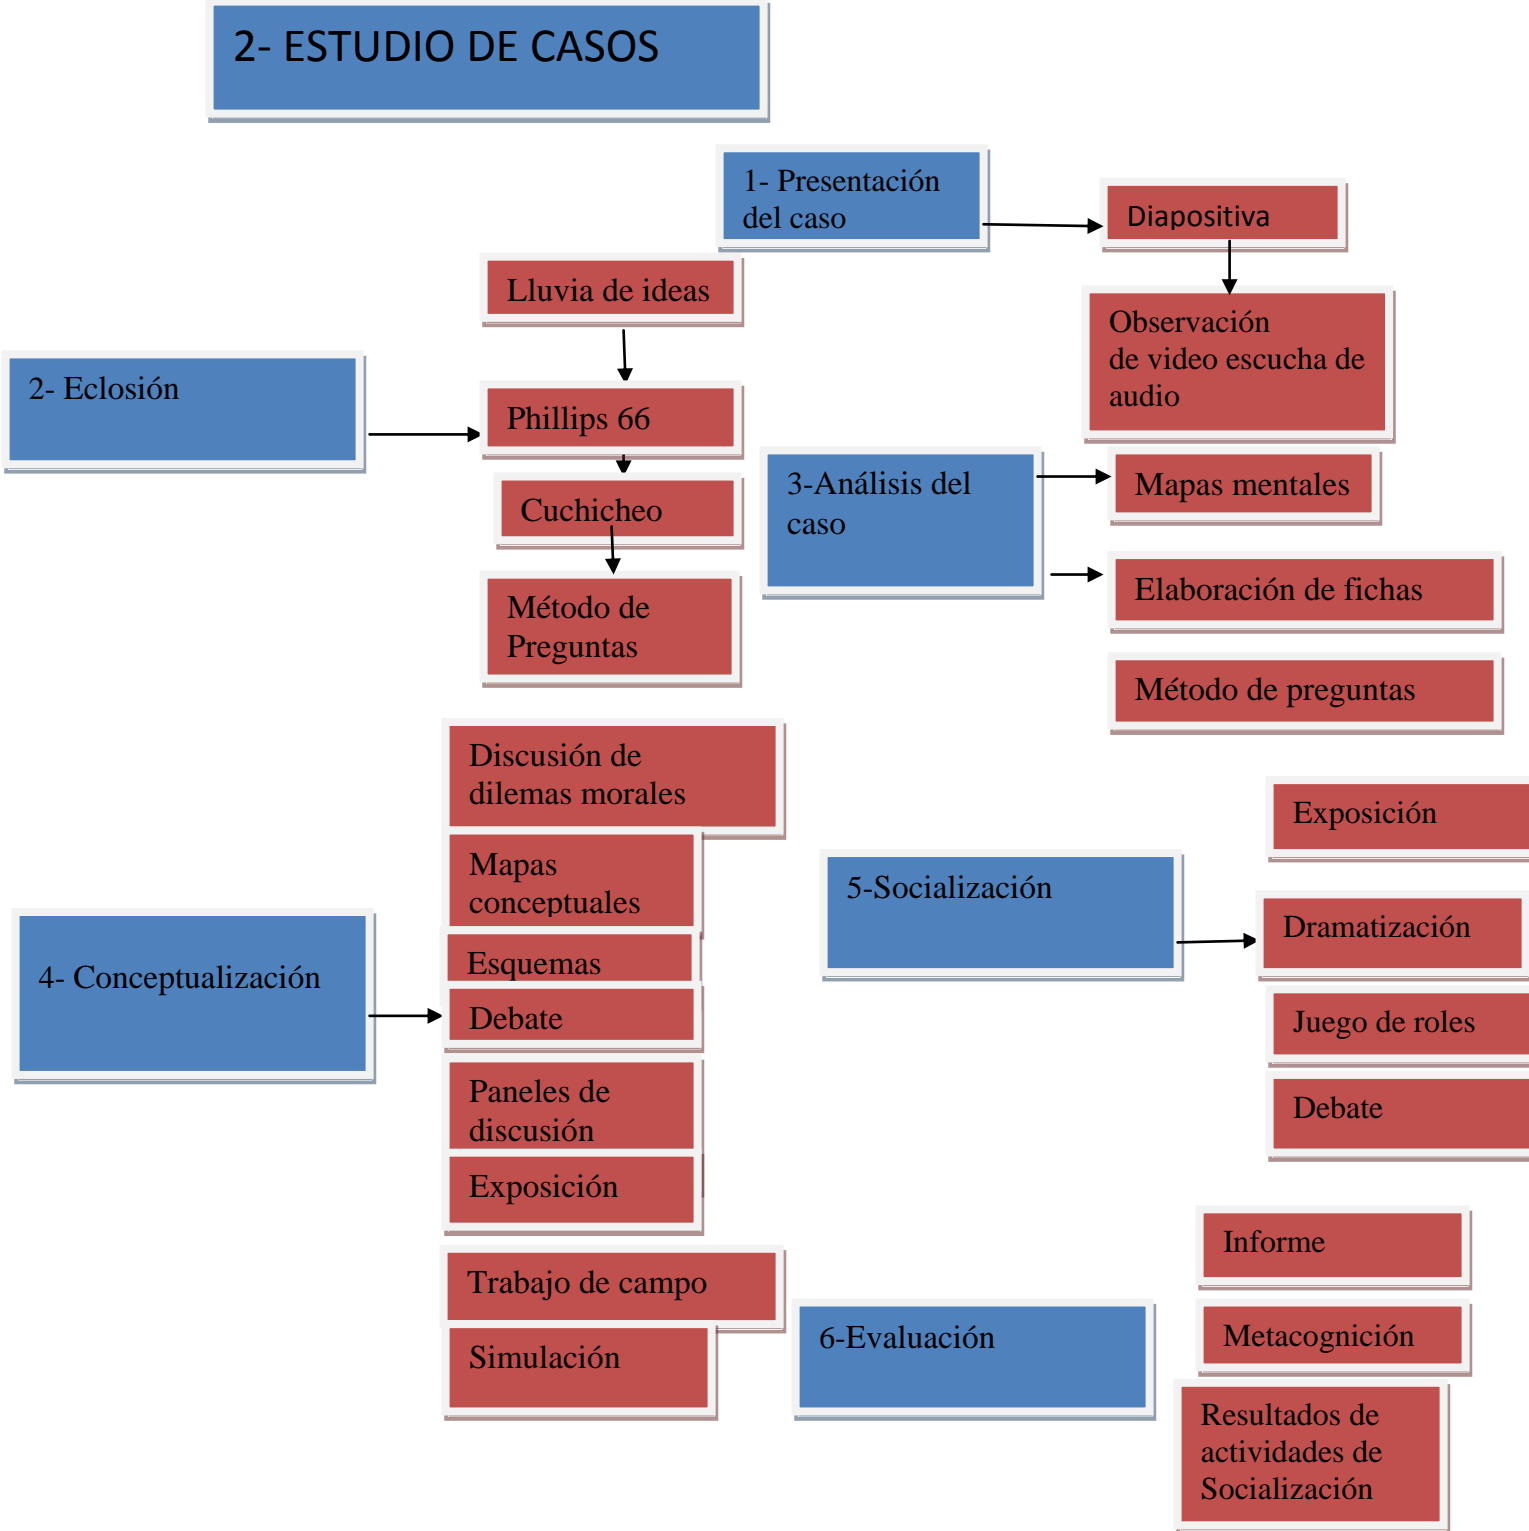 2- ESTUDIO DE CASOS
1- Presentación
del caso
Diapositiva
Observación
de video escucha de
audio
2- Eclosión
Lluvia de ideas
Phillips 66
Cuchicheo
Método de
Preguntas
3-Análisis del
caso
Mapas mentales
Elaboración de fichas
Método de preguntas
4- Conceptualización
Discusión de
dilemas morales
Mapas
conceptuales
Esquemas
Debate
Paneles de
discusión
Exposición
Trabajo de campo
Simulación
5-Socialización
Exposición
Dramatización
Juego de roles
Debate
6-Evaluación
Informe
Metacognición
Resultados de
actividades de
Socialización